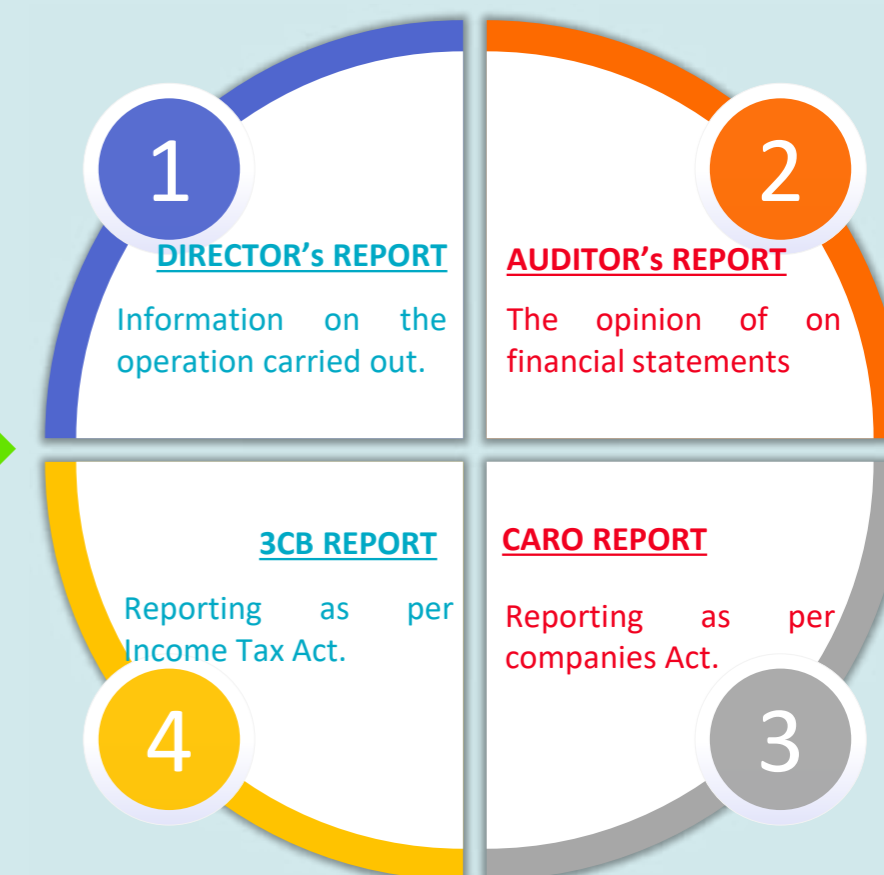 1
DIRECTOR's REPORT
Information on the
operation carried out.
2
AUDITOR's REPORT
The opinion of on
financial statements
3CB REPORT
Reporting as per
Income Tax Act.
4
CARO REPORT
Reporting as per
companies Act.
3